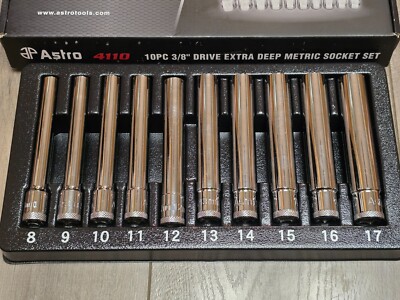 www.astrotools.com
Astro 4110 10PC 3/8" DRIVE EXTRA DEEP METRIC SOCKET SET
8 9 10 11 12 13 14 15 16 17